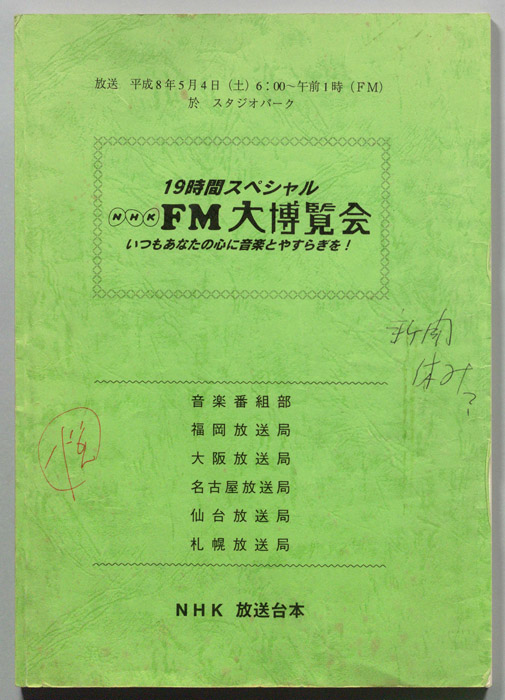 放送 平成8年5月4日(土)6:00～午前1時(FM)
於 スタジオパーク
19時間スペシャル
NHK FM大博覧会
いつもあなたの心に音楽とやすらぎを！
新聞
休み？
音楽番組部
福岡放送局
大阪放送局
名古屋放送局
仙台放送局
札幌放送局
NHK 放送台本